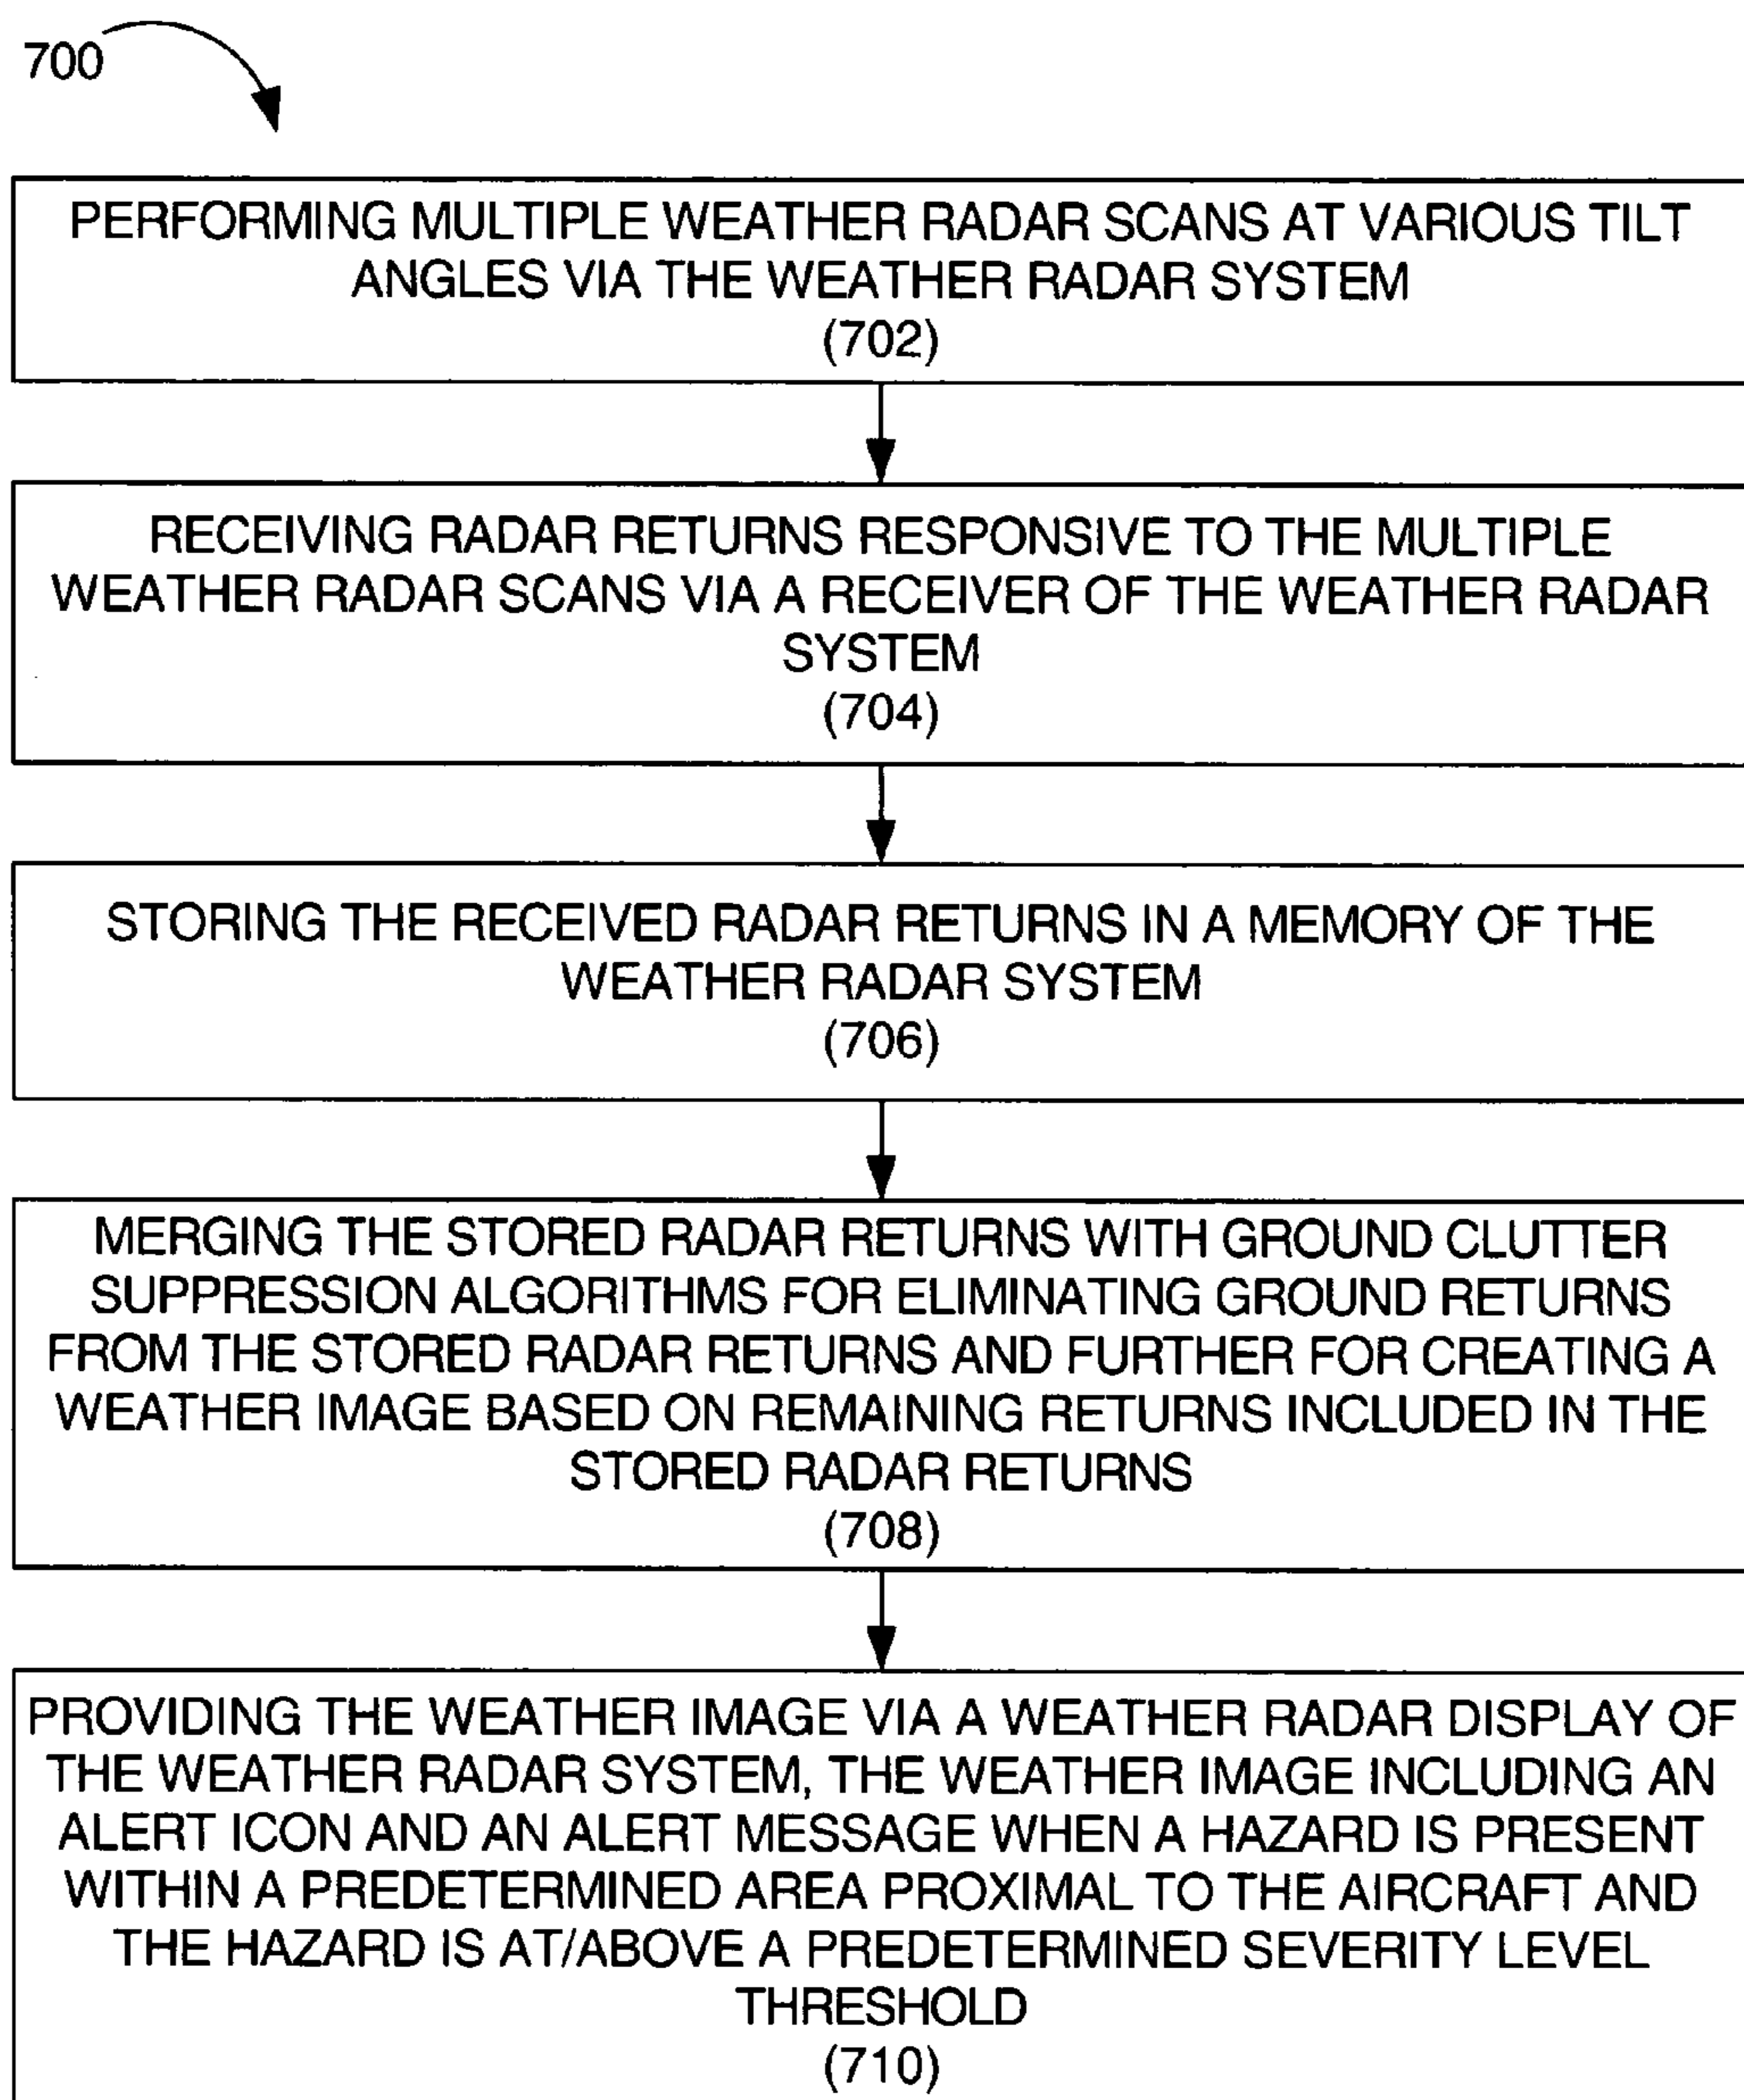 700
PERFORMING MULTIPLE WEATHER RADAR SCANS AT VARIOUS TILT
ANGLES VIA THE WEATHER RADAR SYSTEM
(702)
RECEIVING RADAR RETURNS RESPONSIVE TO THE MULTIPLE
WEATHER RADAR SCANS VIA A RECEIVER OF THE WEATHER RADAR
SYSTEM
(704)
STORING THE RECEIVED RADAR RETURNS IN A MEMORY OF THE
WEATHER RADAR SYSTEM
(706)
MERGING THE STORED RADAR RETURNS WITH GROUND CLUTTER
SUPPRESSION ALGORITHMS FOR ELIMINATING GROUND RETURNS
FROM THE STORED RADAR RETURNS AND FURTHER FOR CREATING A
WEATHER IMAGE BASED ON REMAINING RETURNS INCLUDED IN THE
STORED RADAR RETURNS
(708)
PROVIDING THE WEATHER IMAGE VIA A WEATHER RADAR DISPLAY OF
THE WEATHER RADAR SYSTEM, THE WEATHER IMAGE INCLUDING AN
ALERT ICON AND AN ALERT MESSAGE WHEN A HAZARD IS PRESENT
WITHIN A PREDETERMINED AREA PROXIMAL TO THE AIRCRAFT AND
THE HAZARD IS AT/ABOVE A PREDETERMINED SEVERITY LEVEL
THRESHOLD
(710)